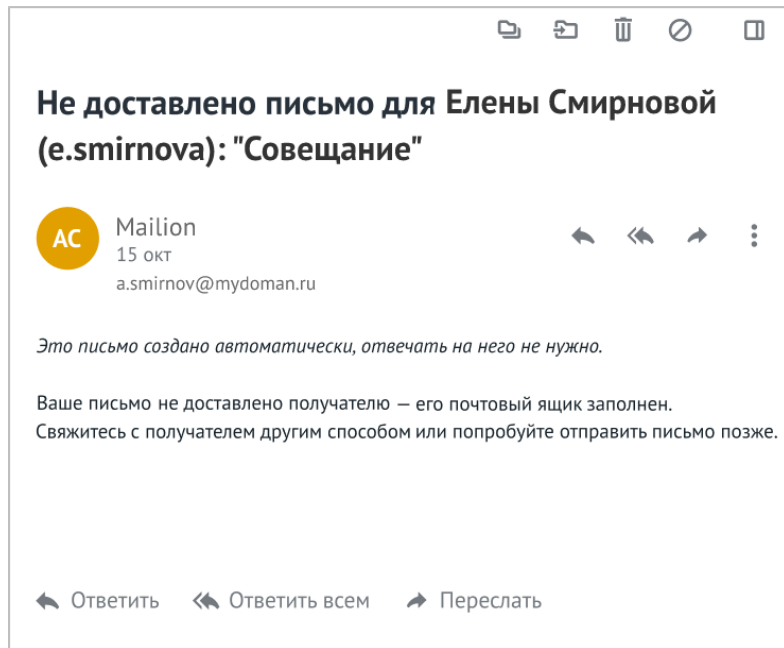 Не доставлено письмо для Елены Смирновой
(e.smirnova): "Совещание"
АС
Mailion
15 окт
a.smirnov@mydoman.ru
Это письмо создано автоматически, отвечать на него не нужно.
Ваше письмо не доставлено получателю — его почтовый ящик заполнен.
Свяжитесь с получателем другим способом или попробуйте отправить письмо позже.
Ответить Ответить всем Переслать